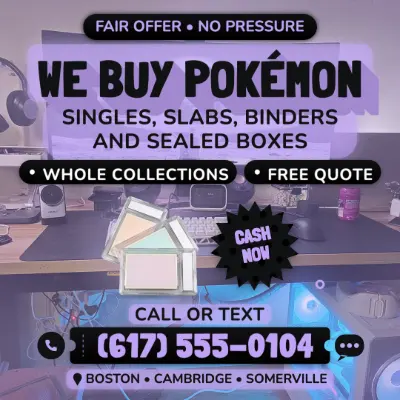 FAIR OFFER • NO PRESSURE
WE BUY POKÉMON
SINGLES, SLABS, BINDERS
AND SEALED BOXES
• WHOLE COLLECTIONS
• FREE QUOTE
CASH
NOW
CALL OR TEXT
(617) 555-0104
BOSTON • CAMBRIDGE • SOMERVILLE